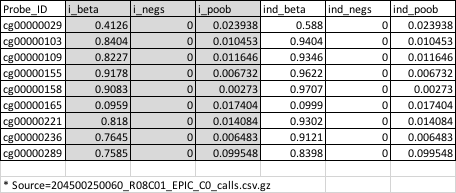 Probe_ID i_beta i_negs i_poob ind_beta ind_negs ind_poob
cg00000029 0.4126 0 0.023938 0.588 0 0.023938
cg00000103 0.8404 0 0.010453 0.9404 0 0.010453
cg00000109 0.8227 0 0.011646 0.9346 0 0.011646
cg00000155 0.9178 0 0.006732 0.9622 0 0.006732
cg00000158 0.9083 0 0.00273 0.9707 0 0.00273
cg00000165 0.0959 0 0.017404 0.0999 0 0.017404
cg00000221 0.818 0 0.014084 0.9302 0 0.014084
cg00000236 0.7645 0 0.006483 0.9121 0 0.006483
cg00000289 0.7585 0 0.099548 0.8398 0 0.099548
* Source=204500250060_R08C01_EPIC_C0_calls.csv.gz